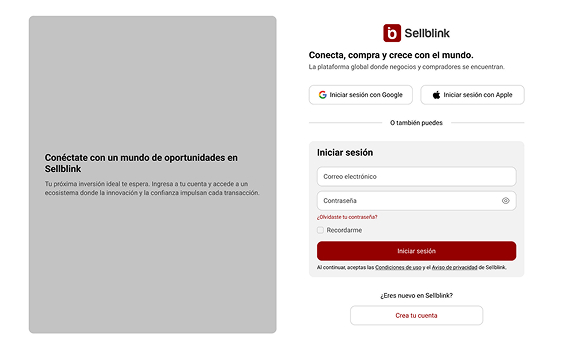 Conéctate con un mundo de oportunidades en
Sellblink
Tu próxima inversión ideal te espera. Ingresa a tu cuenta y accede a un
ecosistema donde la innovación y la confianza impulsan cada transacción.
Sellblink
Conecta, compra y crece con el mundo.
La plataforma global donde negocios y compradores se encuentran.
Iniciar sesión con Google
Iniciar sesión con Apple
O también puedes
Iniciar sesión
Correo electrónico
Contraseña
¿Olvidaste tu contraseña?
Recordarme
Iniciar sesión
Al continuar, aceptas las Condiciones de uso y el Aviso de privacidad de Sellblink.
¿Eres nuevo en Sellblink?
Crea tu cuenta